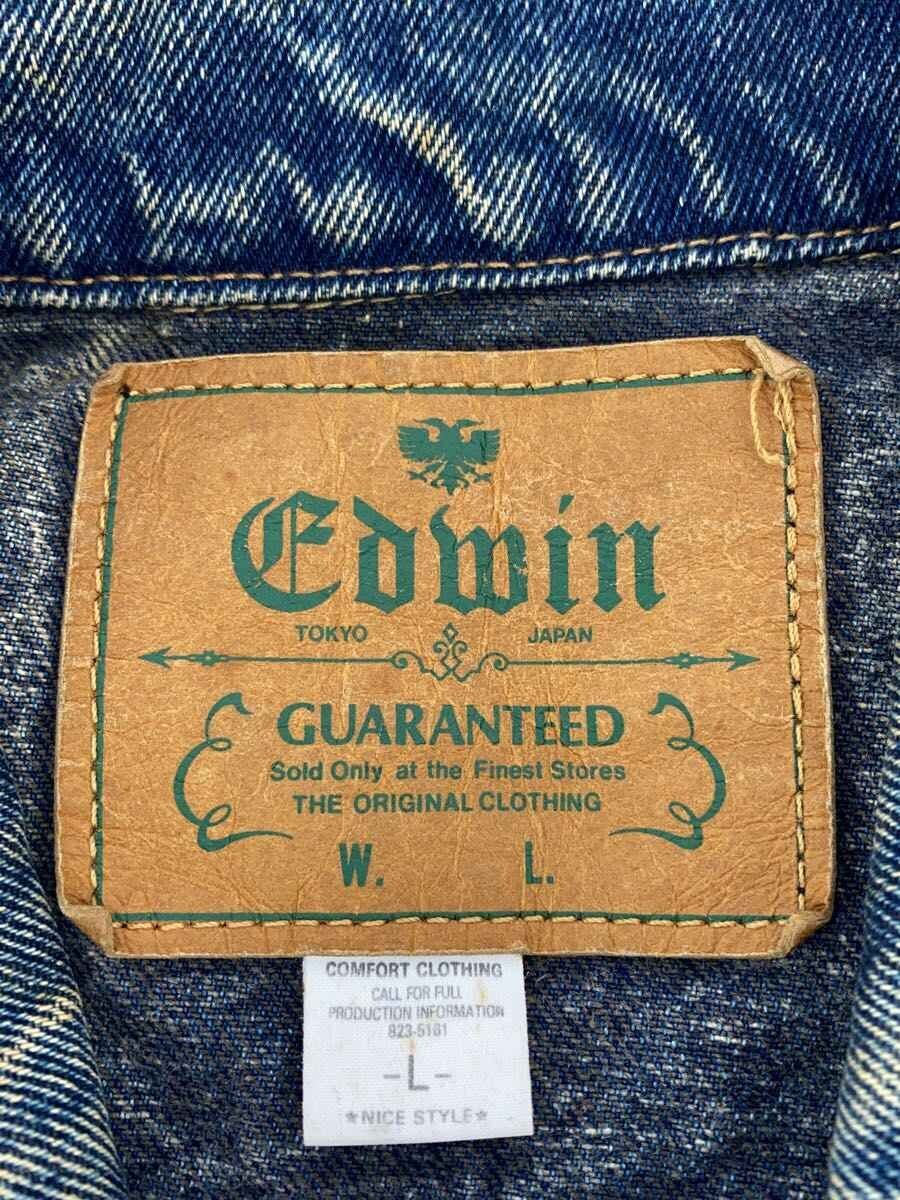 Edwin
TOKYO JAPAN
GUARANTEED
Sold Only at the Finest Stores
THE ORIGINAL CLOTHING
W. L.
COMFORT CLOTHING
CALL FOR FULL
PRODUCTION INFORMATION
823-5161
-L-
★NICE STYLE★